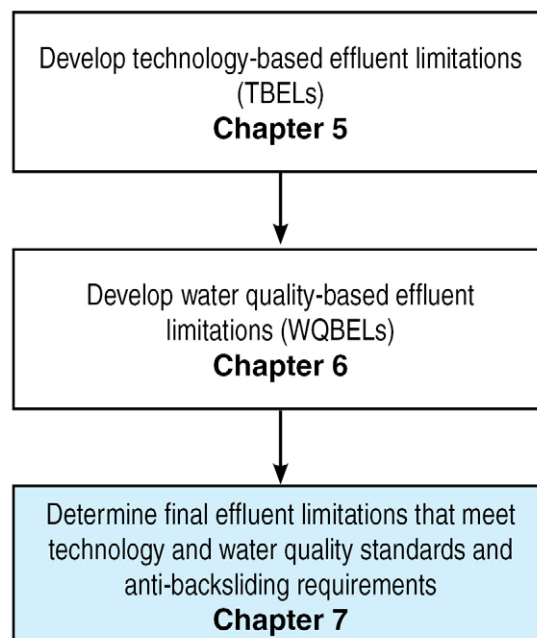 Develop technology-based effluent limitations
(TBELs)
Chapter 5
Develop water quality-based effluent
limitations (WQBELs)
Chapter 6
Determine final effluent limitations that meet
technology and water quality standards and
anti-backsliding requirements
Chapter 7